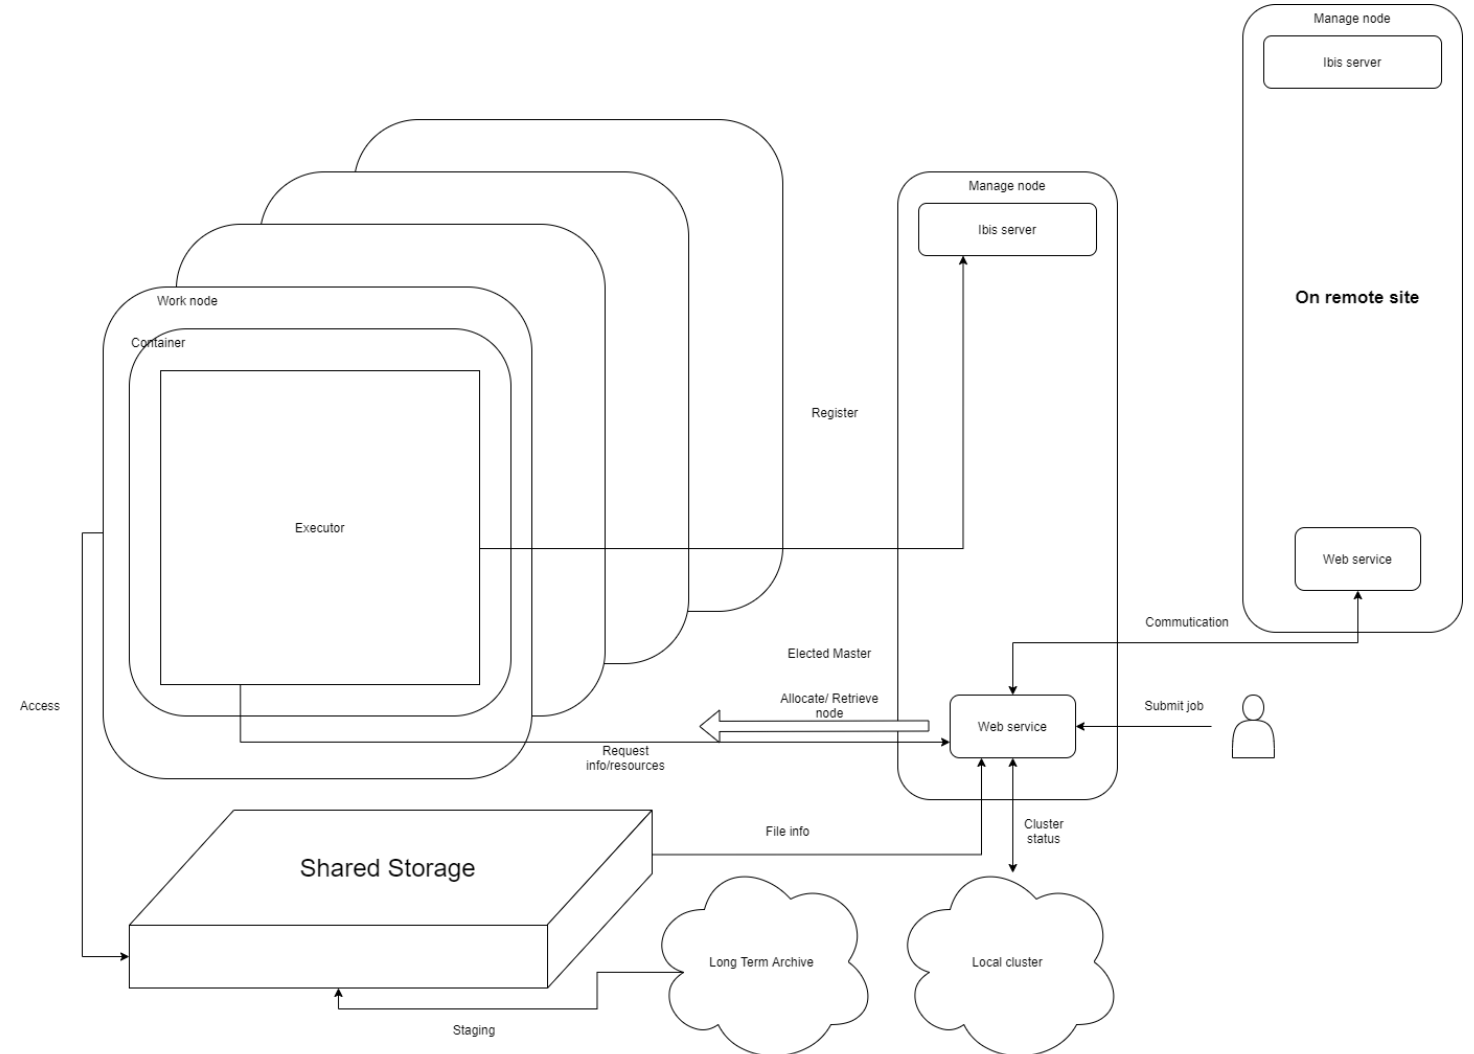 Manage node
Ibis server
On remote site
Web service
Manage node
Ibis server
Work node
Container
Executor
Register
Commutication
Elected Master
Allocate/ Retrieve
node
Web service
Submit job
Access
Request
info/resources
File info
Cluster
status
Shared Storage
Long Term Archive
Local cluster
Staging